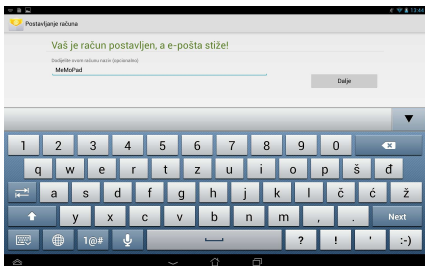 13:44
Postavljanje računa
Vaš je račun postavljen, a e-pošta stiže!
Dodijelite ovom računu naziv (opcionalno)
MeMoPad
Dalje
1 2 3 4 5 6 7 8 9 0
q w e r t z u i o p š đ
a s d f g h j k l č ć ž
y x c v b n m , . Next
1@# ? ! ' :-)